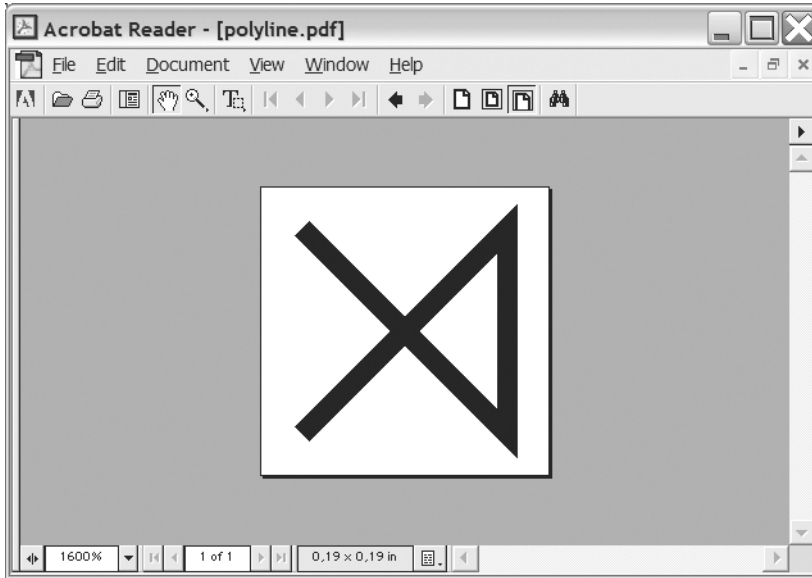 Acrobat Reader - [polyline.pdf]
File Edit Document View Window Help
1600% 1 of 1 0,19 x 0,19 in